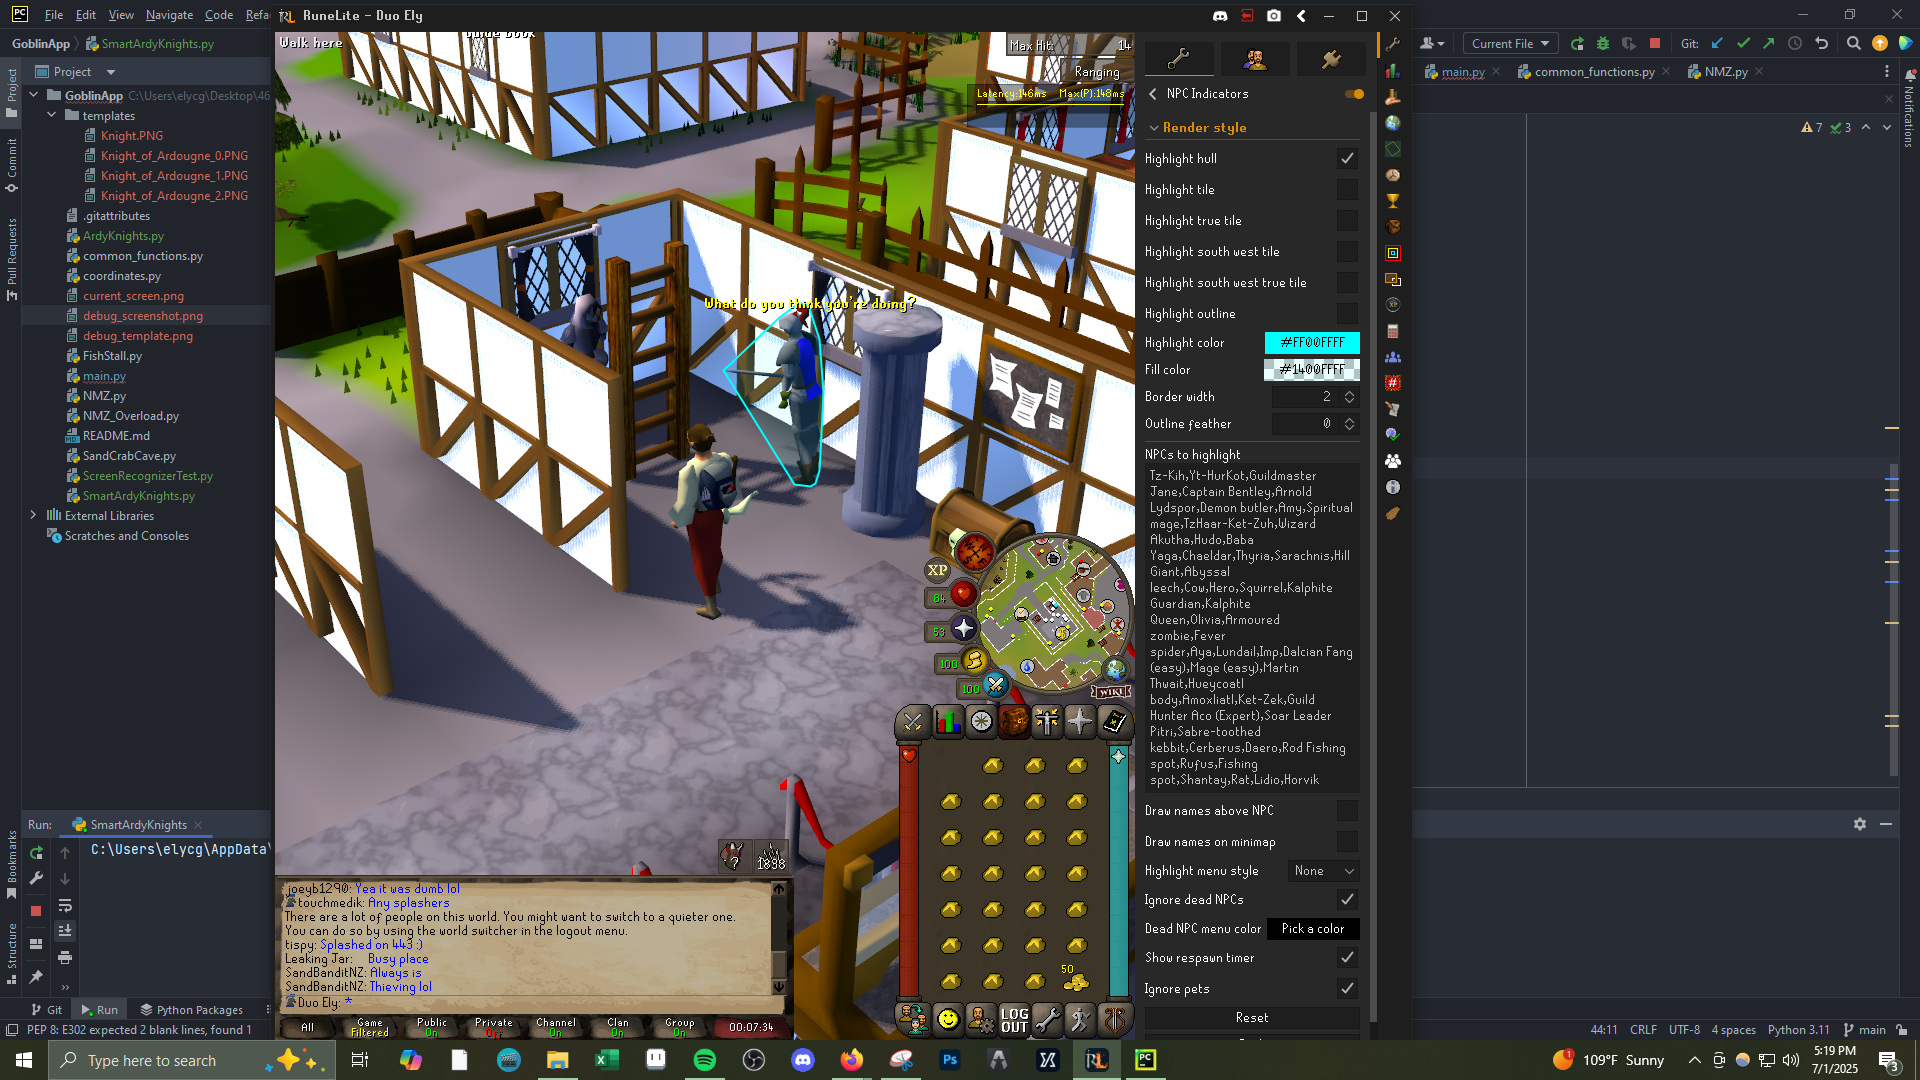 File Edit View Navigate Code Refa
RuneLite - Duo Ely
GoblinApp SmartArdyKnights.py
Current File
Git:
main.py
common_functions.py
NMZ.py
Project
GoblinApp C:\Users\elycg\Desktop\46
templates
Knight.PNG
Knight_of_Ardougne_0.PNG
Knight_of_Ardougne_1.PNG
Knight_of_Ardougne_2.PNG
.gitattributes
ArdyKnights.py
common_functions.py
coordinates.py
current_screen.png
debug_screenshot.png
debug_template.png
FishStall.py
main.py
NMZ.py
NMZ_Overload.py
README.md
SandCrabCave.py
ScreenRecognizerTest.py
SmartArdyKnights.py
External Libraries
Scratches and Consoles
Project
Commit
Pull Requests
Bookmarks
Structure
Notifications
7 3
Walk here
Max Hit: 14
Ranging
Latency:146ms Max(P):148ms
What do you think you're doing?
XP
64
53
100
100
WIKI
50
LOG OUT
1838
joeyb1290: Yea it was dumb lol
touchmedik: Any splashers
There are a lot of people on this world. You might want to switch to a quieter one.
You can do so by using the world switcher in the logout menu.
tispy: Splashed on 443 :)
Leaking Jar: Busy place
SandBanditNZ: Always is
SandBanditNZ: Thieving lol
Duo Ely: *
All
Game Filtered
Public On
Private
Channel On
Clan On
Group On
00:07:34
NPC Indicators
Render style
Highlight hull
Highlight tile
Highlight true tile
Highlight south west tile
Highlight south west true tile
Highlight outline
Highlight color #FF00FFFF
Fill color #1400FFFF
Border width 2
Outline feather 0
NPCs to highlight
Tz-Kih,Yt-HurKot,Guildmaster
Jane,Captain Bentley,Arnold
Lydspor,Demon butler,Amy,Spiritual
mage,TzHaar-Ket-Zuh,Wizard
Akutha,Hudo,Baba
Yaga,Chaeldar,Thyria,Sarachnis,Hill
Giant,Abyssal
leech,Cow,Hero,Squirrel,Kalphite
Guardian,Kalphite
Queen,Olivia,Armoured
zombie,Fever
spider,Aya,Lundail,Imp,Dalcian Fang
(easy),Mage (easy),Martin
Thwait,Hueycoatl
body,Amoxliatl,Ket-Zek,Guild
Hunter Aco (Expert),Soar Leader
Pitri,Sabre-toothed
kebbit,Cerberus,Daero,Rod Fishing
spot,Rufus,Fishing
spot,Shantay,Rat,Lidio,Horvik
Draw names above NPC
Draw names on minimap
Highlight menu style None
Ignore dead NPCs
Dead NPC menu color Pick a color
Show respawn timer
Ignore pets
Reset
Run: SmartArdyKnights
C:\Users\elycg\AppData\
Git Run Python Packages
PEP 8: E302 expected 2 blank lines, found 1
44:11 CRLF UTF-8 4 spaces Python 3.11 main
Type here to search
109°F Sunny
5:19 PM
7/1/2025
3